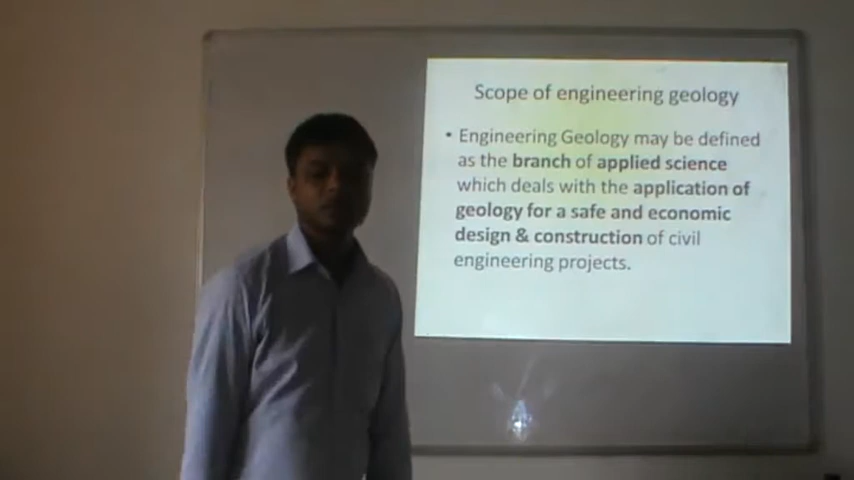 Scope of engineering geology
• Engineering Geology may be defined
as the branch of applied science
which deals with the application of
geology for a safe and economic
design & construction of civil
engineering projects.